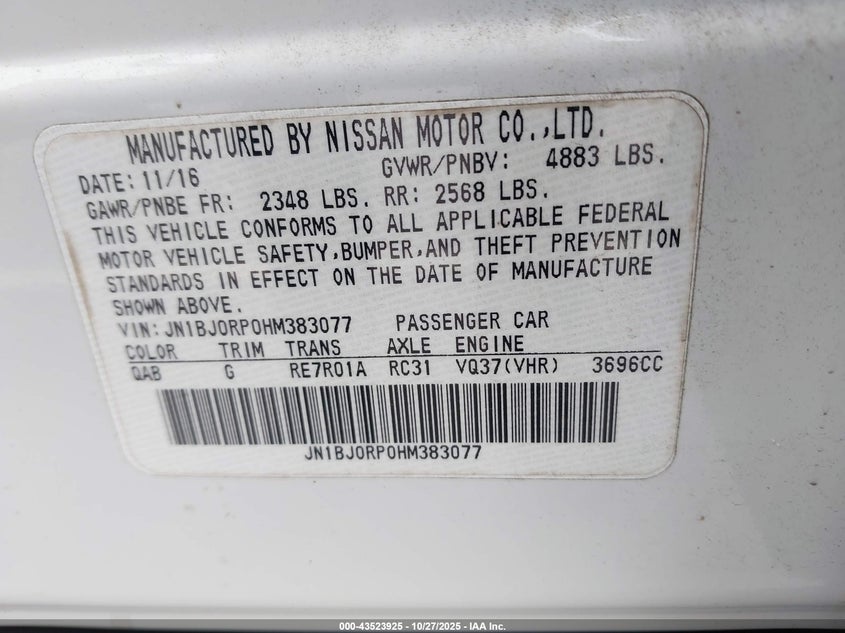 MANUFACTURED BY NISSAN MOTOR CO.,LTD.
DATE: 11/16 GVWR/PNBV: 4883 LBS.
GAWR/PNBE FR: 2348 LBS. RR: 2568 LBS.
THIS VEHICLE CONFORMS TO ALL APPLICABLE FEDERAL
MOTOR VEHICLE SAFETY,BUMPER,AND THEFT PREVENTION
STANDARDS IN EFFECT ON THE DATE OF MANUFACTURE
SHOWN ABOVE.
VIN: JN1BJ0RP0HM383077 PASSENGER CAR
COLOR TRIM TRANS AXLE ENGINE
QAB G RE7R01A RC31 VQ37(VHR) 3696CC
JN1BJ0RP0HM383077
000-43523925 - 10/27/2025 - IAA Inc.